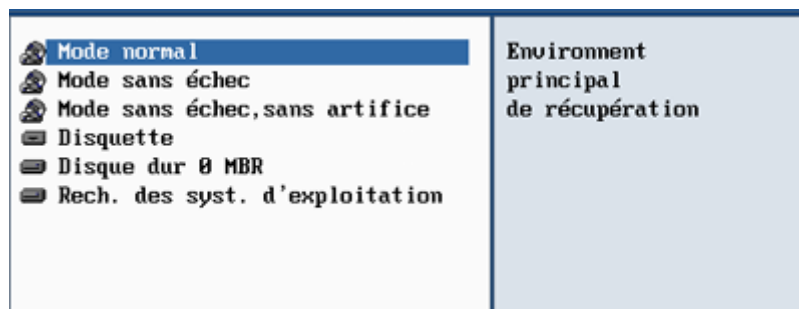 Mode normal
Mode sans échec
Mode sans échec,sans artifice
Disquette
Disque dur 0 MBR
Rech. des syst. d'exploitation
Environnent
principal
de récupération